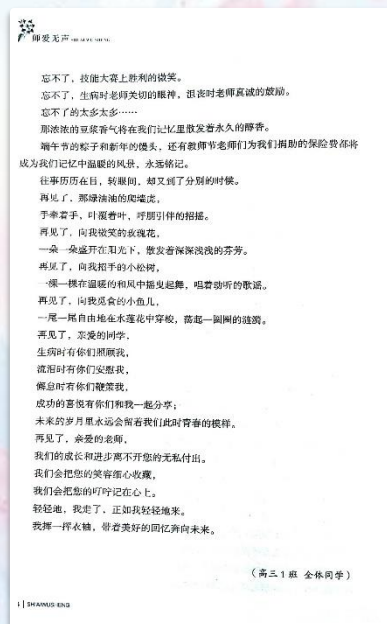 师爱无声
忘不了，技能大赛上胜利的微笑。
忘不了，生病时老师关切的眼神，沮丧时老师真诚的鼓励。
忘不了的太多太多……
那浓浓的豆浆香气将在我们记忆里散发着永久的醇香。
端午节的粽子和新年的馒头，还有教师节老师们为我们捐助的保险费都将
成为我们记忆中温暖的风景，永远铭记。
往事历历在目，转眼间，却又到了分别的时候。
再见了，那绿油油的爬墙虎，
手牵着手，叶覆着叶，呼朋引伴的招摇。
再见了，向我微笑的玫瑰花，
一朵一朵盛开在阳光下，散发着深深浅浅的芬芳。
再见了，向我招手的小松树，
一棵一棵在温暖的和风中摇曳起舞，唱着动听的歌谣。
再见了，向我觅食的小鱼儿，
一尾一尾自由地在水莲花中穿梭，荡起一圈圈的涟漪。
再见了，亲爱的同学，
生病时有你们照顾我，
流泪时有你们安慰我，
懈怠时有你们鞭策我，
成功的喜悦有你们和我一起分享；
未来的岁月里永远会留着我们此时青春的模样。
再见了，亲爱的老师，
我们的成长和进步离不开您的无私付出。
我们会把您的笑容细心收藏，
我们会把您的叮咛记在心上。
轻轻地，我走了，正如我轻轻地来。
我挥一挥衣袖，带着美好的回忆奔向未来。
（高三1班 全体同学）